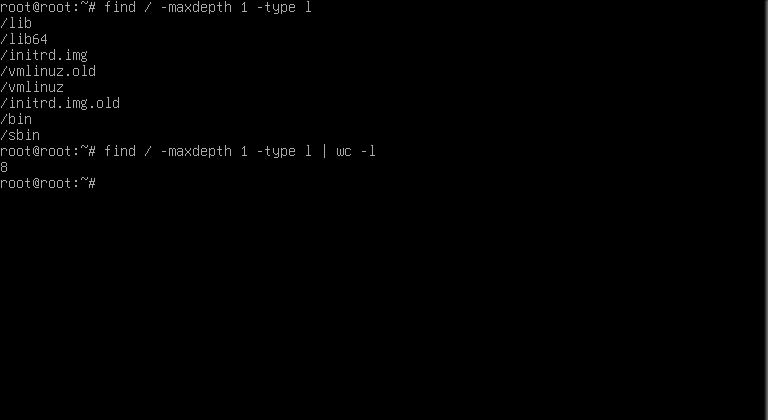 root@root:~# find / -maxdepth 1 -type l
/lib
/lib64
/initrd.img
/vmlinuz.old
/vmlinuz
/initrd.img.old
/bin
/sbin
root@root:~# find / -maxdepth 1 -type l | wc -l
8
root@root:~#